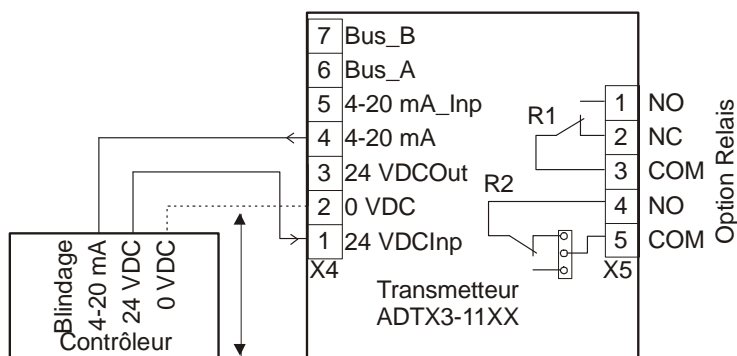 7 Bus_B
6 Bus_A
5 4-20 mA_Inp
4 4-20 mA
3 24 VDCOut
2 0 VDC
1 24 VDCInp
X4
R1
R2
1 NO
2 NC
3 COM
4 NO
5 COM
X5
Option Relais
Transmetteur
ADTX3-11XX
Blindage
4-20 mA
24 VDC
0 VDC
Contrôleur